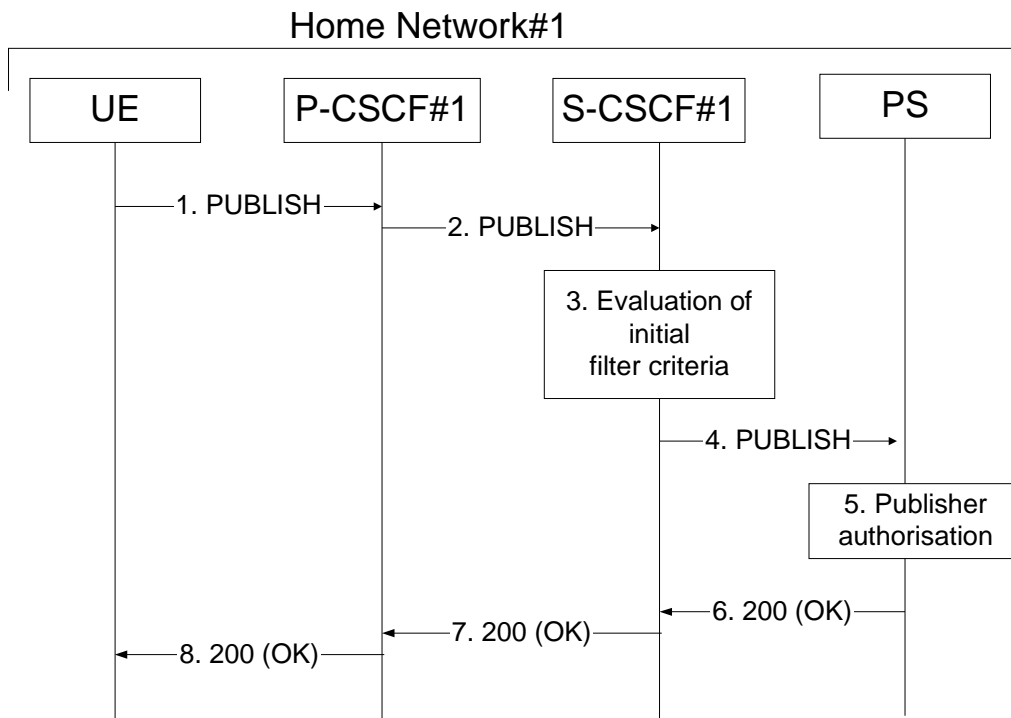 Home Network#1
UE
P-CSCF#1
S-CSCF#1
PS
1. PUBLISH
2. PUBLISH
3. Evaluation of
initial
filter criteria
4. PUBLISH
5. Publisher
authorisation
6. 200 (OK)
7. 200 (OK)
8. 200 (OK)